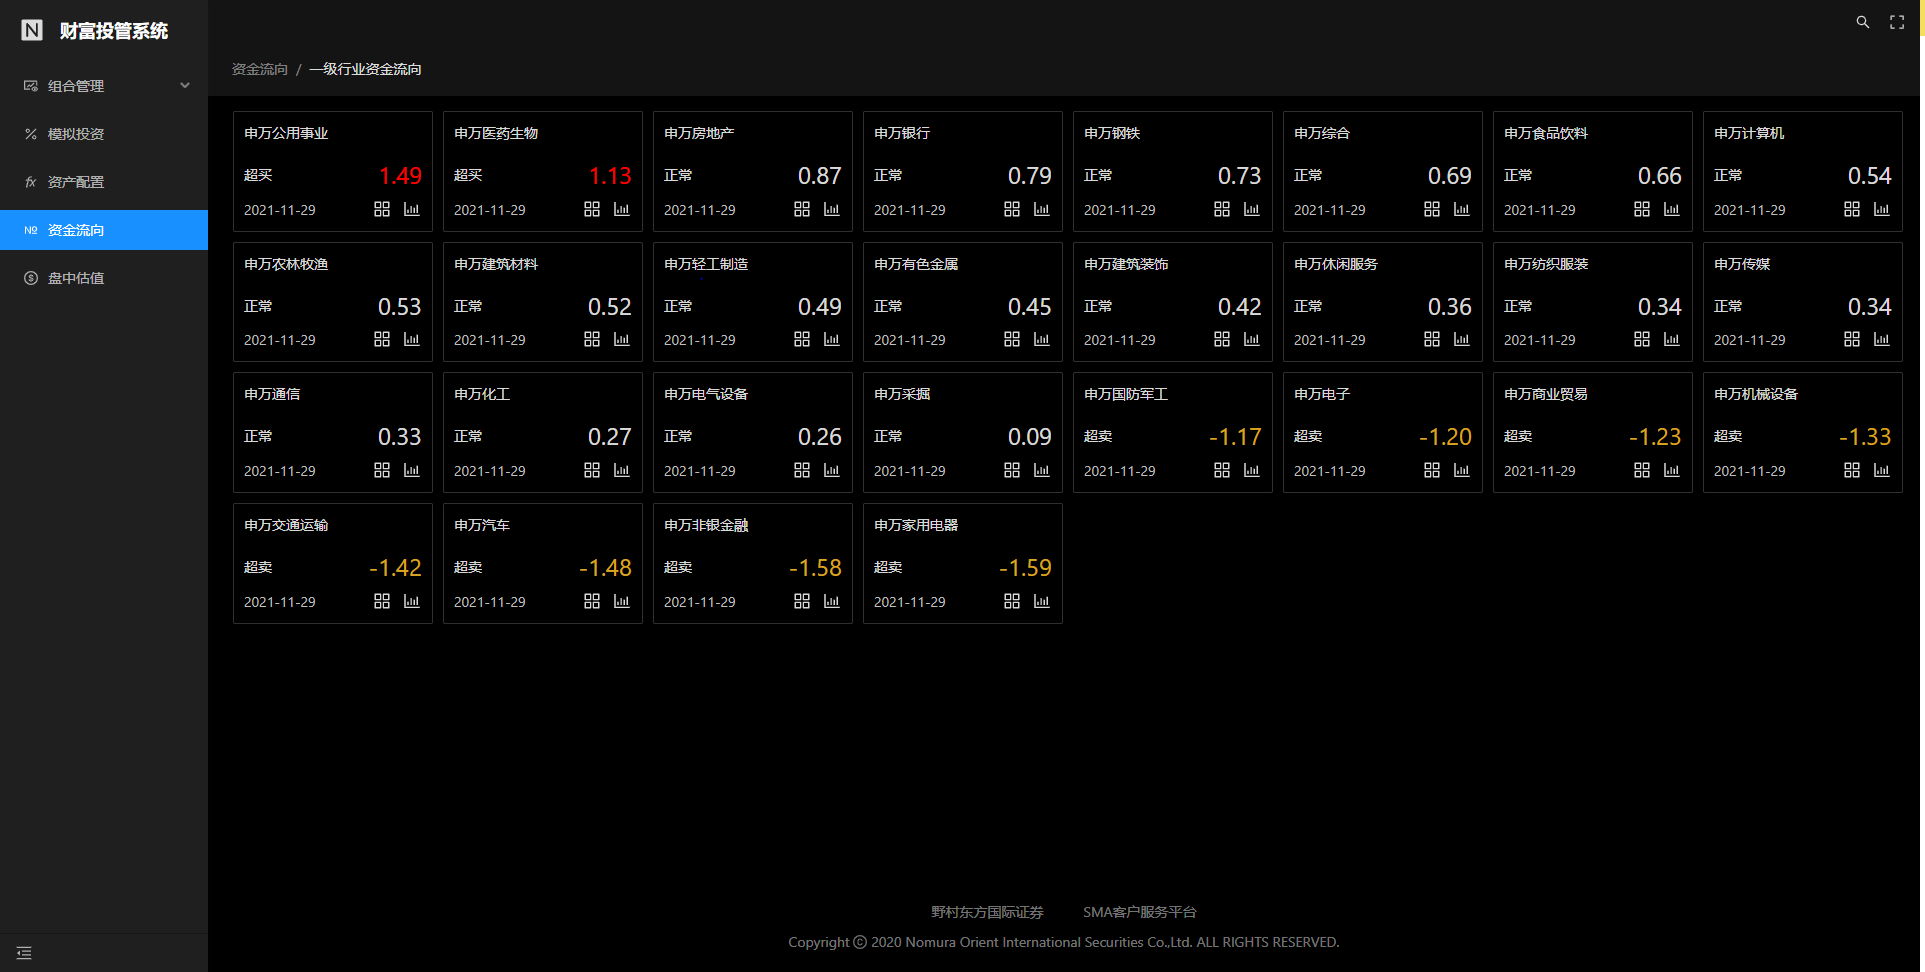 N 财富投管系统
组合管理
模拟投资
fx 资产配置
NO 资金流向
盘中估值
资金流向 / 一级行业资金流向
申万公用事业
超买 1.49
2021-11-29
申万医药生物
超买 1.13
2021-11-29
申万房地产
正常 0.87
2021-11-29
申万银行
正常 0.79
2021-11-29
申万钢铁
正常 0.73
2021-11-29
申万综合
正常 0.69
2021-11-29
申万食品饮料
正常 0.66
2021-11-29
申万计算机
正常 0.54
2021-11-29
申万农林牧渔
正常 0.53
2021-11-29
申万建筑材料
正常 0.52
2021-11-29
申万轻工制造
正常 0.49
2021-11-29
申万有色金属
正常 0.45
2021-11-29
申万建筑装饰
正常 0.42
2021-11-29
申万休闲服务
正常 0.36
2021-11-29
申万纺织服装
正常 0.34
2021-11-29
申万传媒
正常 0.34
2021-11-29
申万通信
正常 0.33
2021-11-29
申万化工
正常 0.27
2021-11-29
申万电气设备
正常 0.26
2021-11-29
申万采掘
正常 0.09
2021-11-29
申万国防军工
超卖 -1.17
2021-11-29
申万电子
超卖 -1.20
2021-11-29
申万商业贸易
超卖 -1.23
2021-11-29
申万机械设备
超卖 -1.33
2021-11-29
申万交通运输
超卖 -1.42
2021-11-29
申万汽车
超卖 -1.48
2021-11-29
申万非银金融
超卖 -1.58
2021-11-29
申万家用电器
超卖 -1.59
2021-11-29
野村东方国际证券 SMA客户服务平台
Copyright © 2020 Nomura Orient International Securities Co.,Ltd. ALL RIGHTS RESERVED.